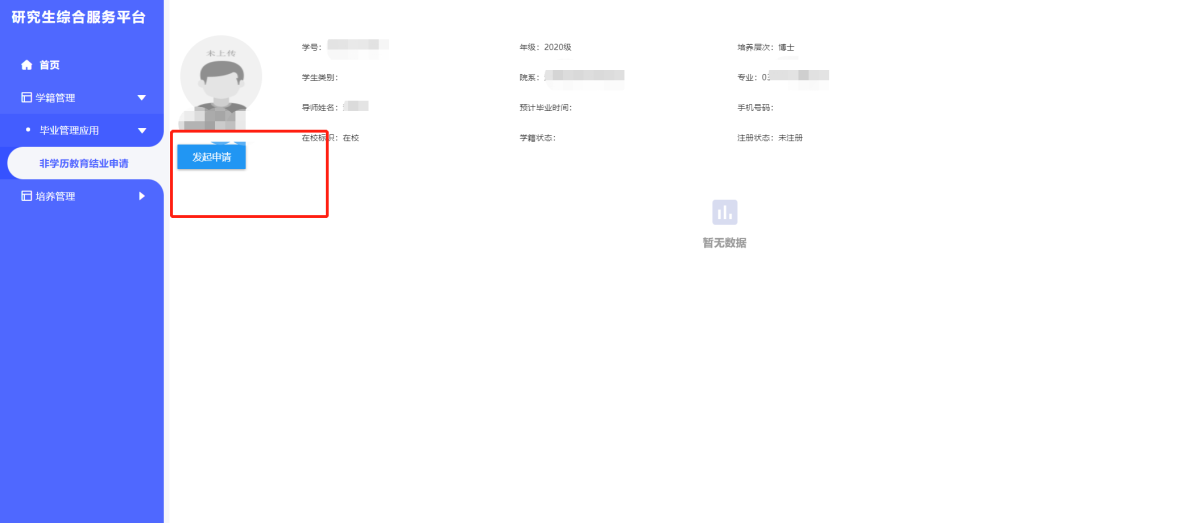 研究生综合服务平台
首页
学籍管理
毕业管理应用
非学历教育结业申请
培养管理
未上传
学号：
年级：2020级
培养层次：博士
学生类别：
院系：
专业：0
导师姓名：
预计毕业时间：
手机号码：
在校标识：在校
学籍状态：
注册状态：未注册
发起申请
暂无数据